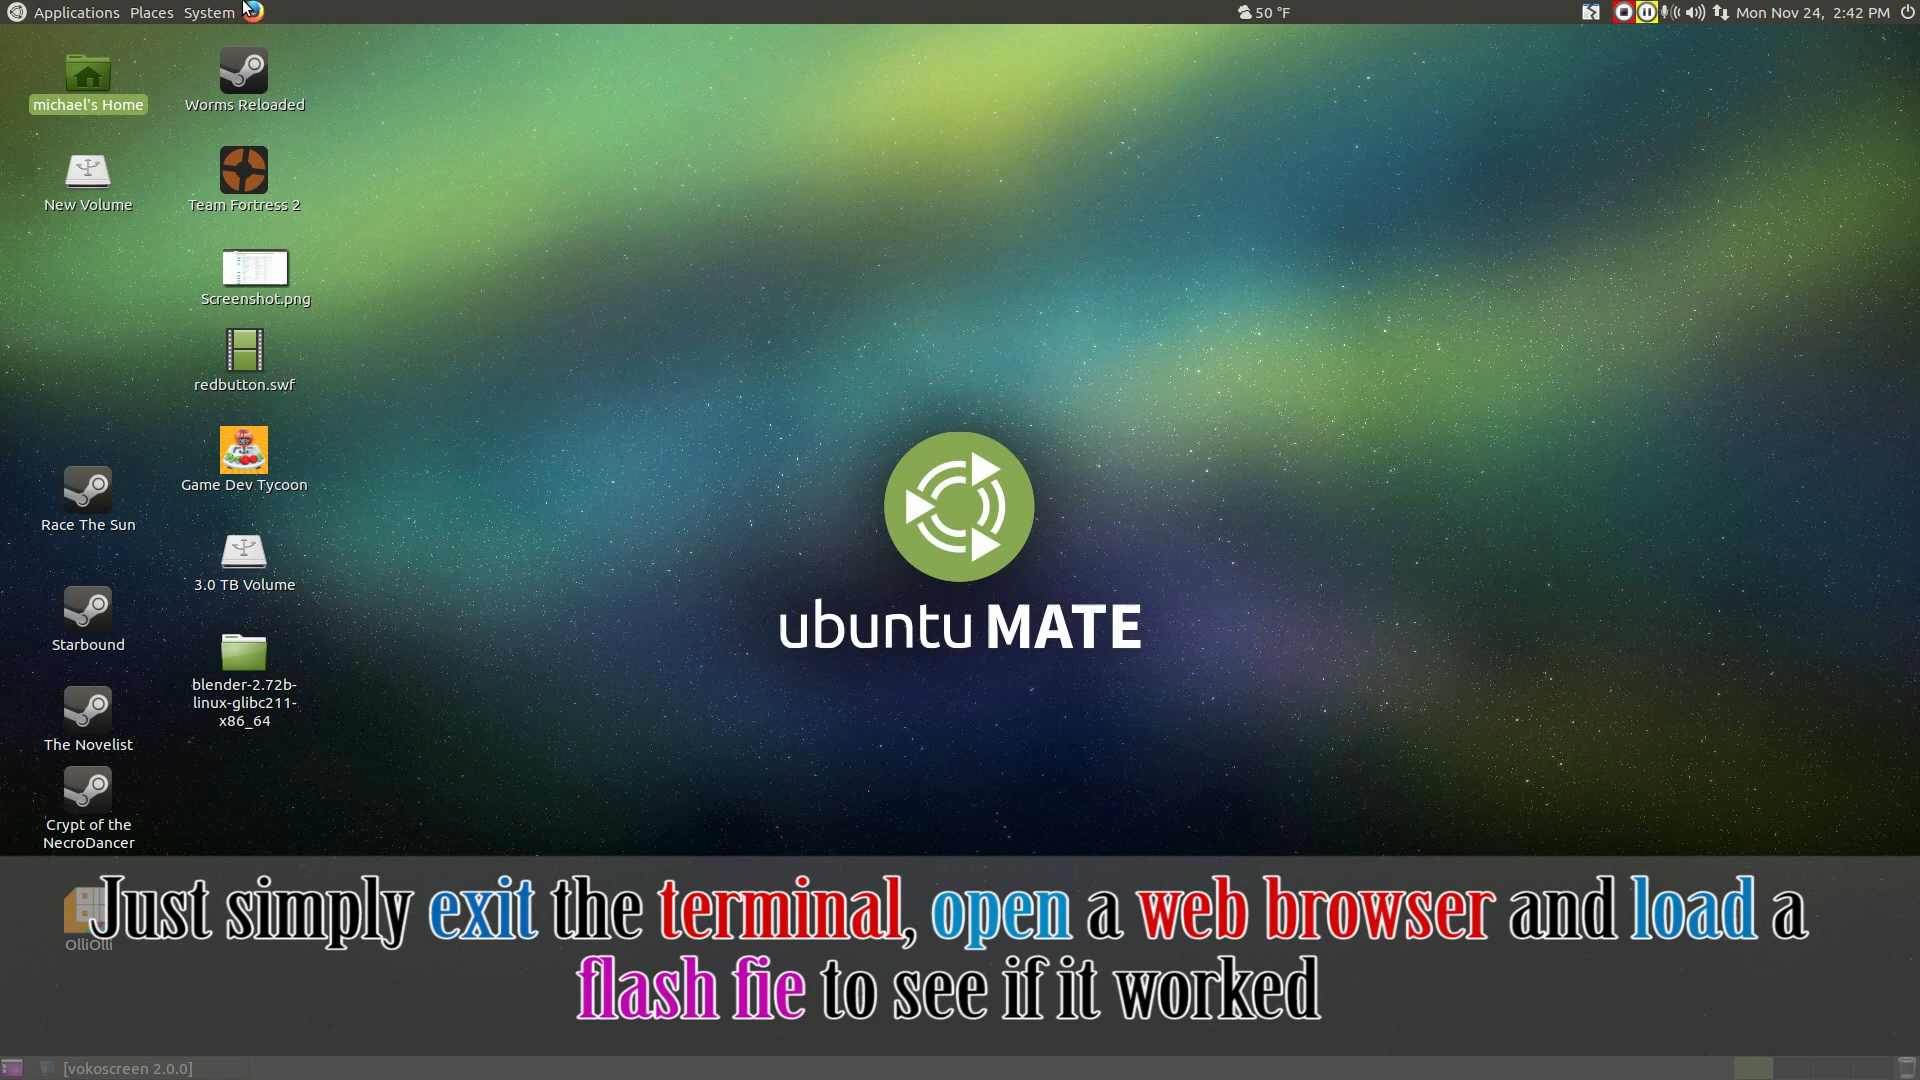 Applications Places System
50 °F
Mon Nov 24, 2:42 PM
michael's Home
Worms Reloaded
New Volume
Team Fortress 2
Screenshot.png
redbutton.swf
Game Dev Tycoon
Race The Sun
3.0 TB Volume
Starbound
blender-2.72b-
linux-glibc211-
x86_64
The Novelist
Crypt of the
NecroDancer
OlliOlli
ubuntu MATE
Just simply exit the terminal, open a web browser and load a
flash fie to see if it worked
[vokoscreen 2.0.0]